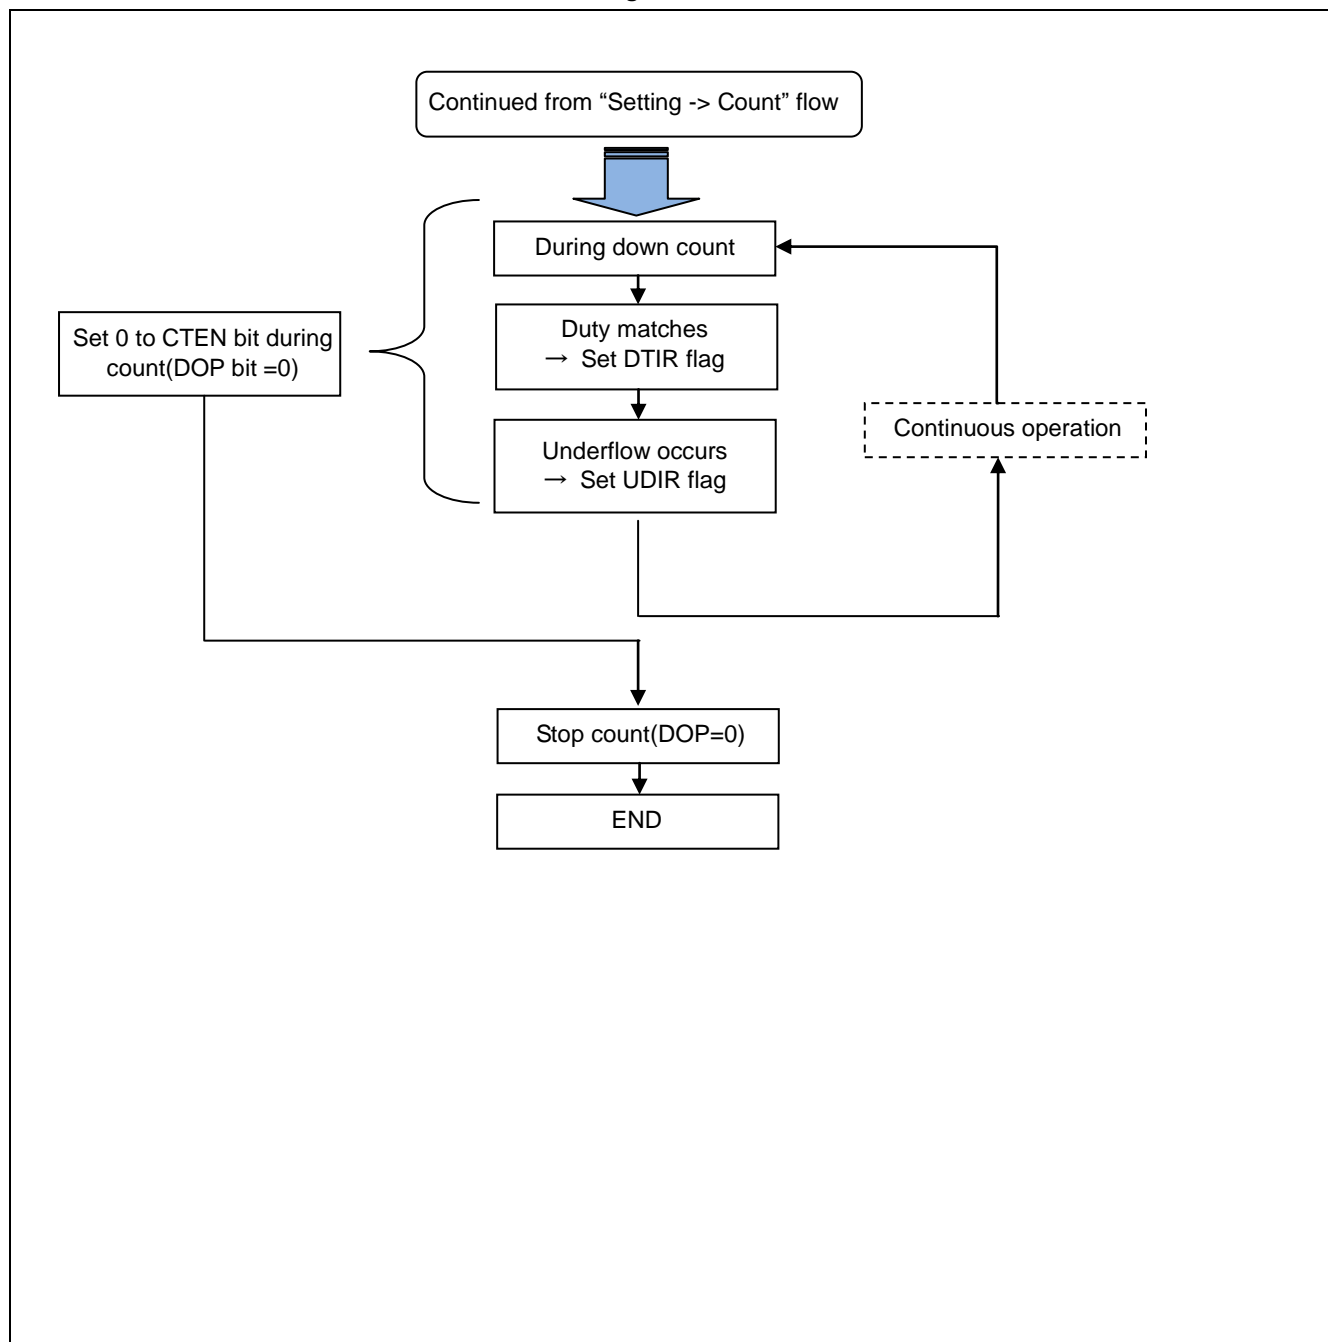 Continued from “Setting -> Count” flow
During down count
Duty matches
→ Set DTIR flag
Set 0 to CTEN bit during
count(DOP bit =0)
Continuous operation
Underflow occurs
→ Set UDIR flag
Stop count(DOP=0)
END